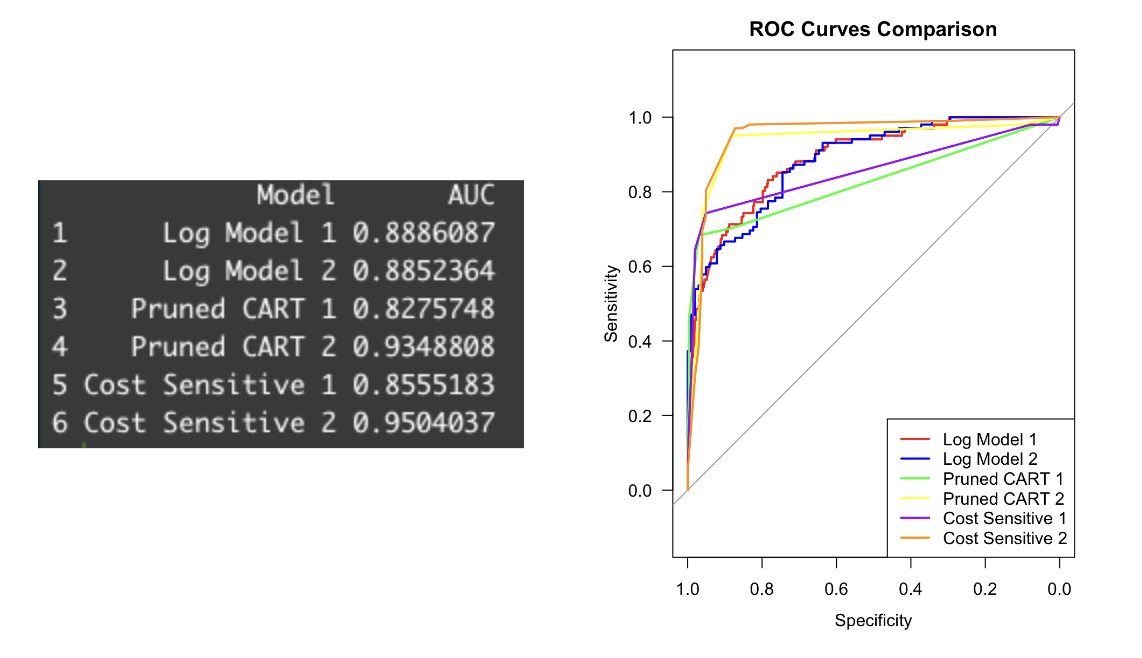 Model AUC
1 Log Model 1 0.8886087
2 Log Model 2 0.8852364
3 Pruned CART 1 0.8275748
4 Pruned CART 2 0.9348808
5 Cost Sensitive 1 0.8555183
6 Cost Sensitive 2 0.9504037
ROC Curves Comparison
Sensitivity
1.0
0.8
0.6
0.4
0.2
0.0
Log Model 1
Log Model 2
Pruned CART 1
Pruned CART 2
Cost Sensitive 1
Cost Sensitive 2
1.0 0.8 0.6 0.4 0.2 0.0
Specificity